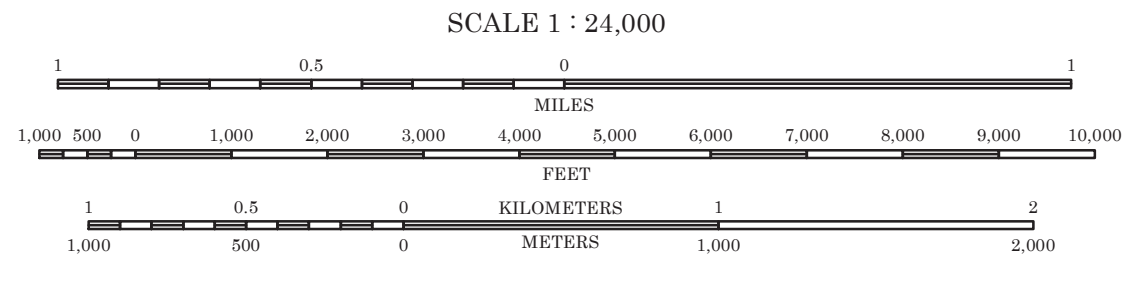 SCALE 1 : 24,000
1 0.5 0 1
MILES
1,000 500 0 1,000 2,000 3,000 4,000 5,000 6,000 7,000 8,000 9,000 10,000
FEET
1 0.5 0 KILOMETERS 1 2
1,000 500 0 METERS 1,000 2,000